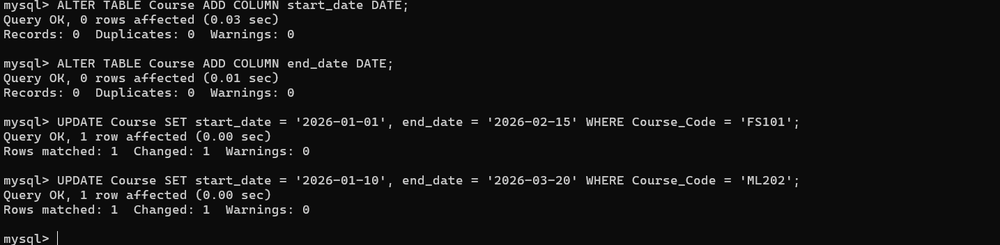 mysql> ALTER TABLE Course ADD COLUMN start_date DATE;
Query OK, 0 rows affected (0.03 sec)
Records: 0  Duplicates: 0  Warnings: 0
mysql> ALTER TABLE Course ADD COLUMN end_date DATE;
Query OK, 0 rows affected (0.01 sec)
Records: 0  Duplicates: 0  Warnings: 0
mysql> UPDATE Course SET start_date = '2026-01-01', end_date = '2026-02-15' WHERE Course_Code = 'FS101';
Query OK, 1 row affected (0.00 sec)
Rows matched: 1  Changed: 1  Warnings: 0
mysql> UPDATE Course SET start_date = '2026-01-10', end_date = '2026-03-20' WHERE Course_Code = 'ML202';
Query OK, 1 row affected (0.00 sec)
Rows matched: 1  Changed: 1  Warnings: 0
mysql>